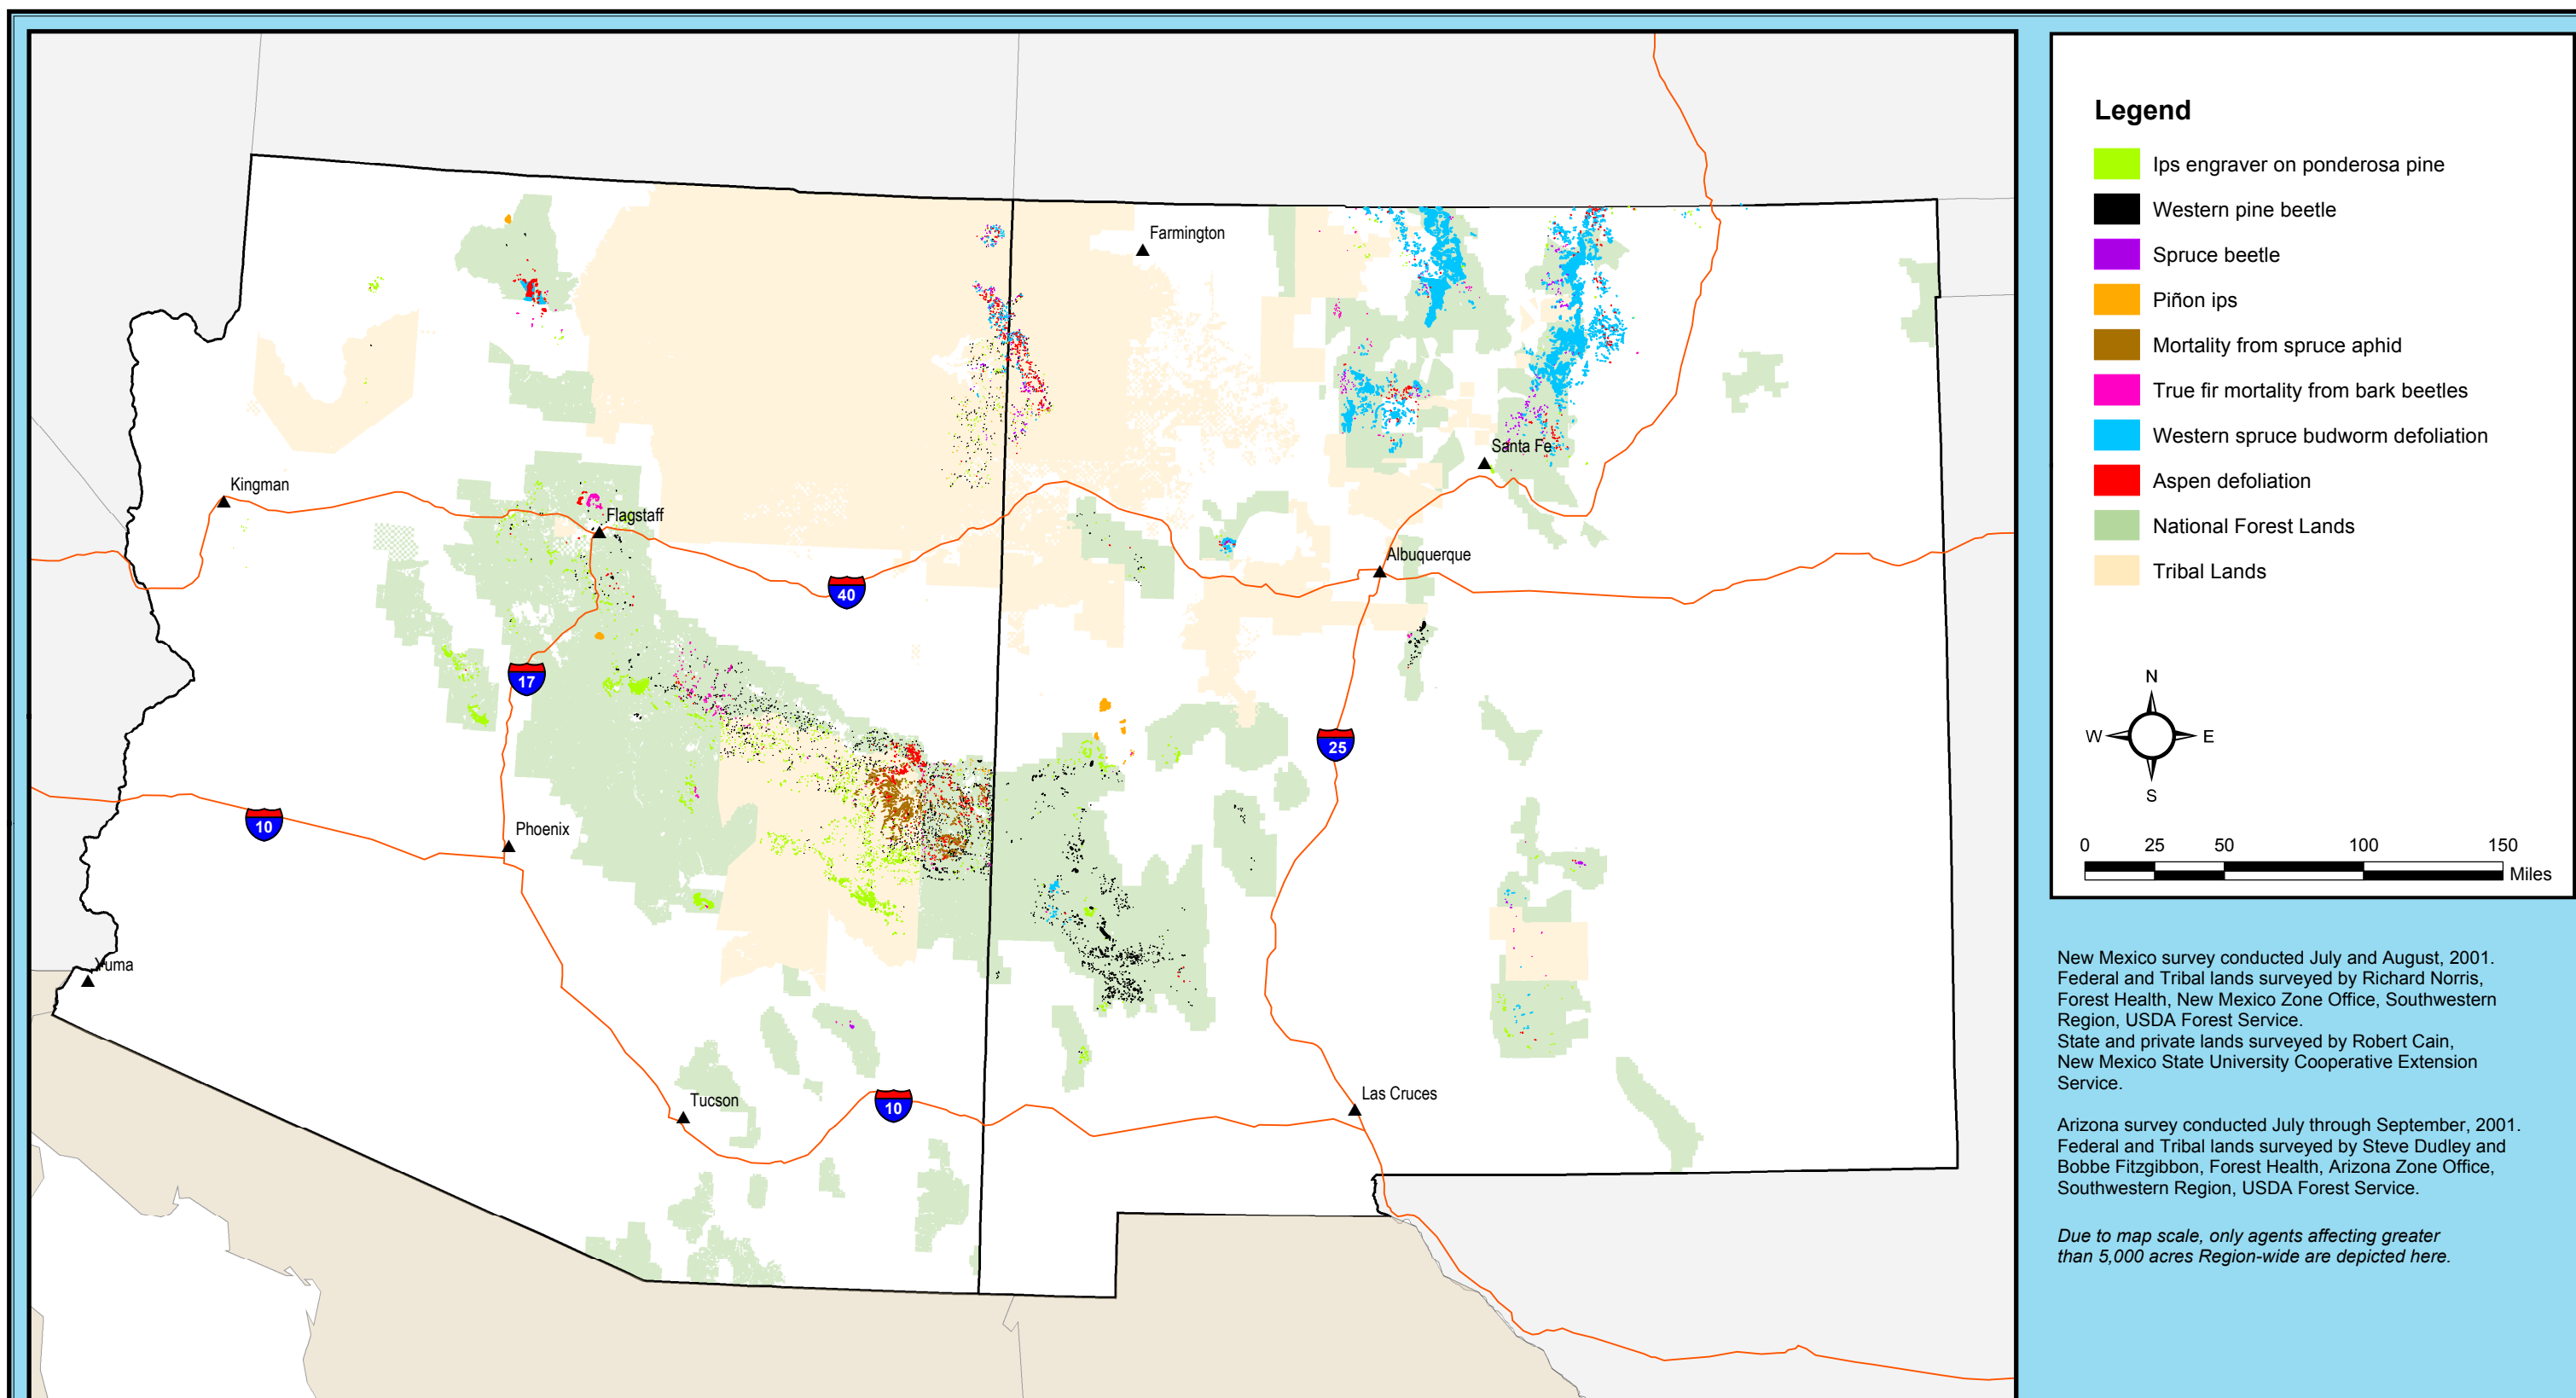 Farmington
Santa Fe
Kingman
Flagstaff
Albuquerque
40
17
25
10
Phoenix
Yuma
Tucson
10
Las Cruces
Legend
Ips engraver on ponderosa pine
Western pine beetle
Spruce beetle
Piñon ips
Mortality from spruce aphid
True fir mortality from bark beetles
Western spruce budworm defoliation
Aspen defoliation
National Forest Lands
Tribal Lands
N
W E
S
0 25 50 100 150
Miles
New Mexico survey conducted July and August, 2001.
Federal and Tribal lands surveyed by Richard Norris,
Forest Health, New Mexico Zone Office, Southwestern
Region, USDA Forest Service.
State and private lands surveyed by Robert Cain,
New Mexico State University Cooperative Extension
Service.
Arizona survey conducted July through September, 2001.
Federal and Tribal lands surveyed by Steve Dudley and
Bobbe Fitzgibbon, Forest Health, Arizona Zone Office,
Southwestern Region, USDA Forest Service.
Due to map scale, only agents affecting greater
than 5,000 acres Region-wide are depicted here.